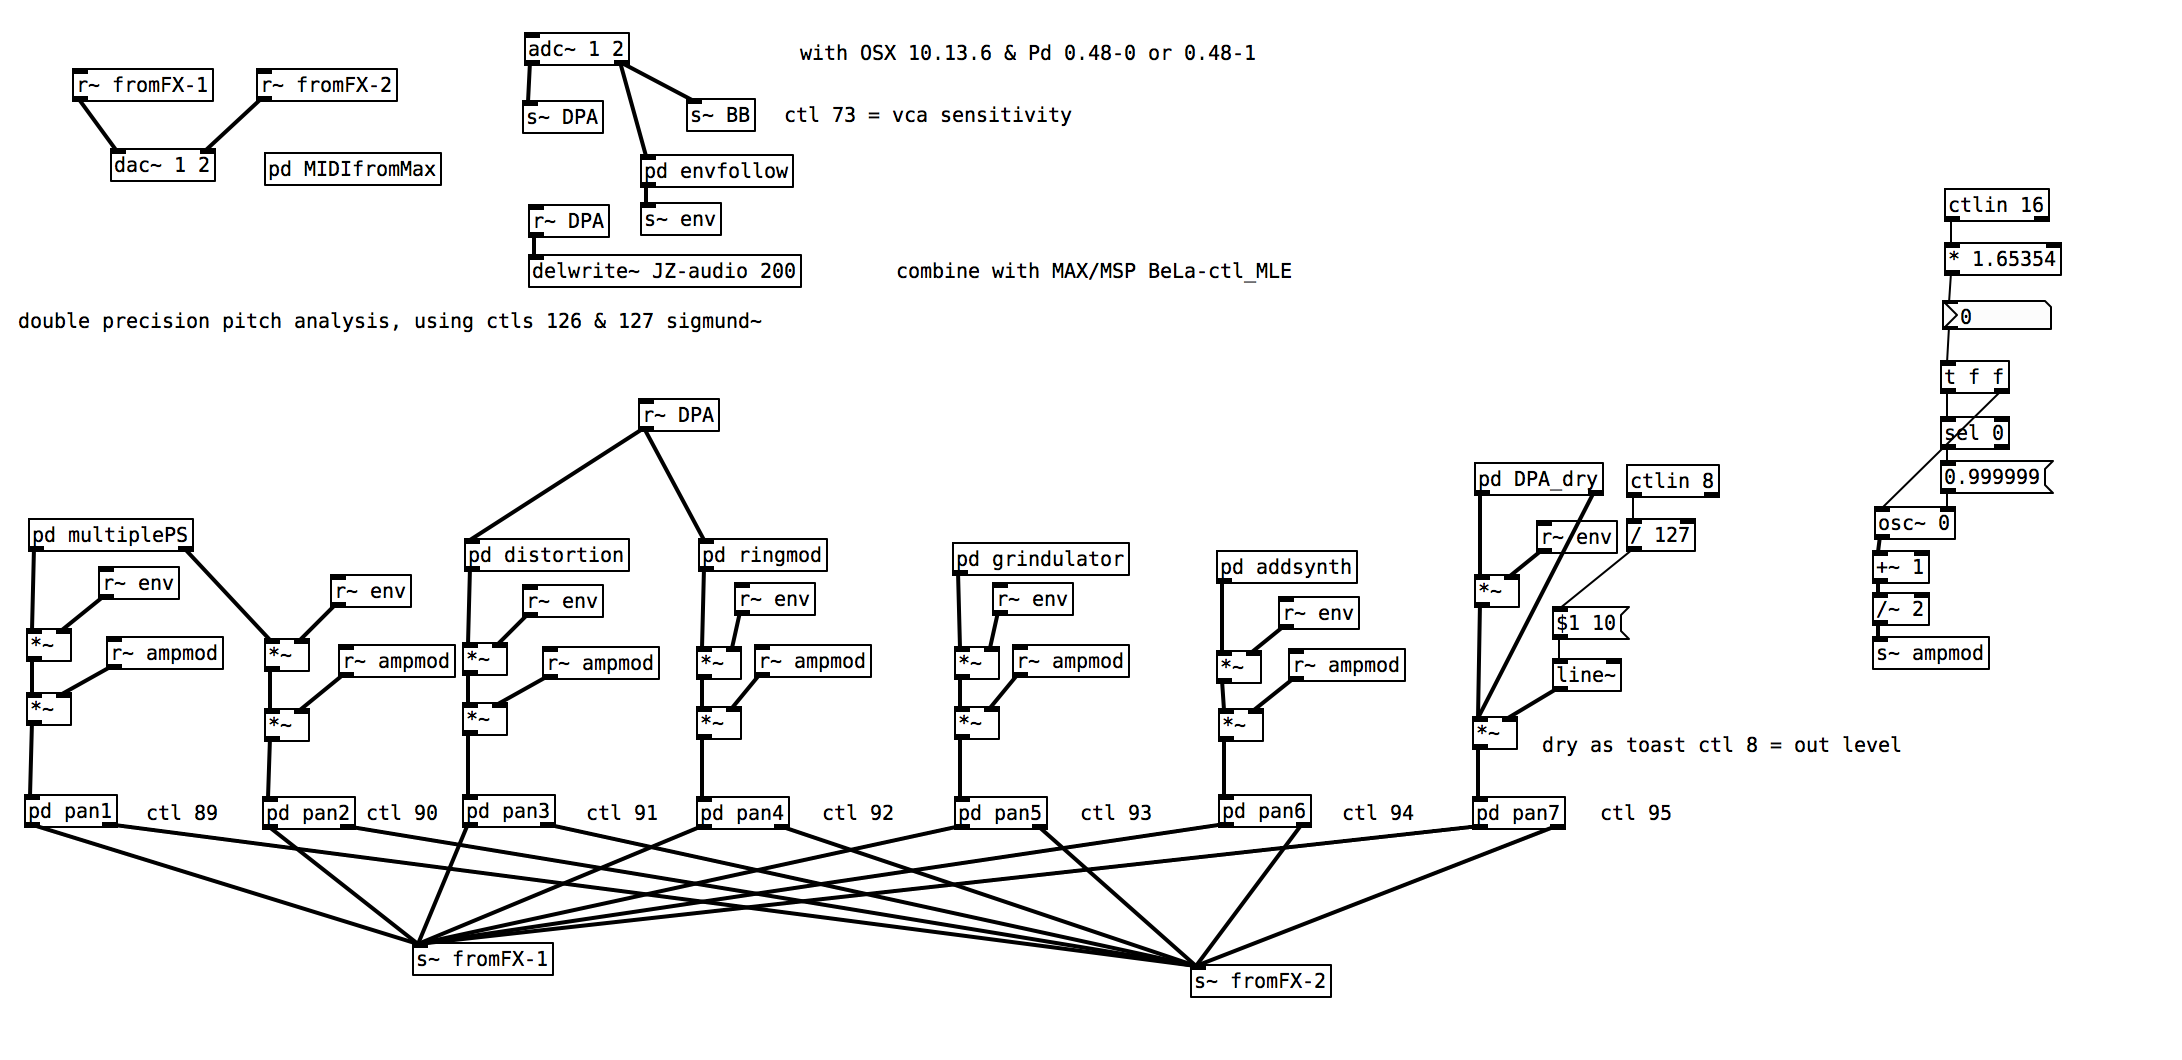 adc~ 1 2
with OSX 10.13.6 & Pd 0.48-0 or 0.48-1
r~ fromFX-1
r~ fromFX-2
s~ DPA
s~ BB
ctl 73 = vca sensitivity
dac~ 1 2
pd MIDIfromMax
pd envfollow
r~ DPA
s~ env
delwrite~ JZ-audio 200
combine with MAX/MSP BeLa-ctl_MLE
double precision pitch analysis, using ctls 126 & 127 sigmund~
ctlin 16
* 1.65354
0
t f f
sel 0
0.999999
osc~ 0
+~ 1
/~ 2
s~ ampmod
r~ DPA
pd multiplePS
r~ env
*~
r~ ampmod
*~
r~ env
*~
r~ ampmod
*~
pd distortion
r~ env
*~
r~ ampmod
*~
pd ringmod
r~ env
*~
r~ ampmod
*~
pd grindulator
r~ env
*~
r~ ampmod
*~
pd addsynth
r~ env
*~
r~ ampmod
*~
pd DPA_dry
ctlin 8
r~ env
/ 127
*~
$1 10
line~
*~
dry as toast ctl 8 = out level
pd pan1
ctl 89
pd pan2
ctl 90
pd pan3
ctl 91
pd pan4
ctl 92
pd pan5
ctl 93
pd pan6
ctl 94
pd pan7
ctl 95
s~ fromFX-1
s~ fromFX-2